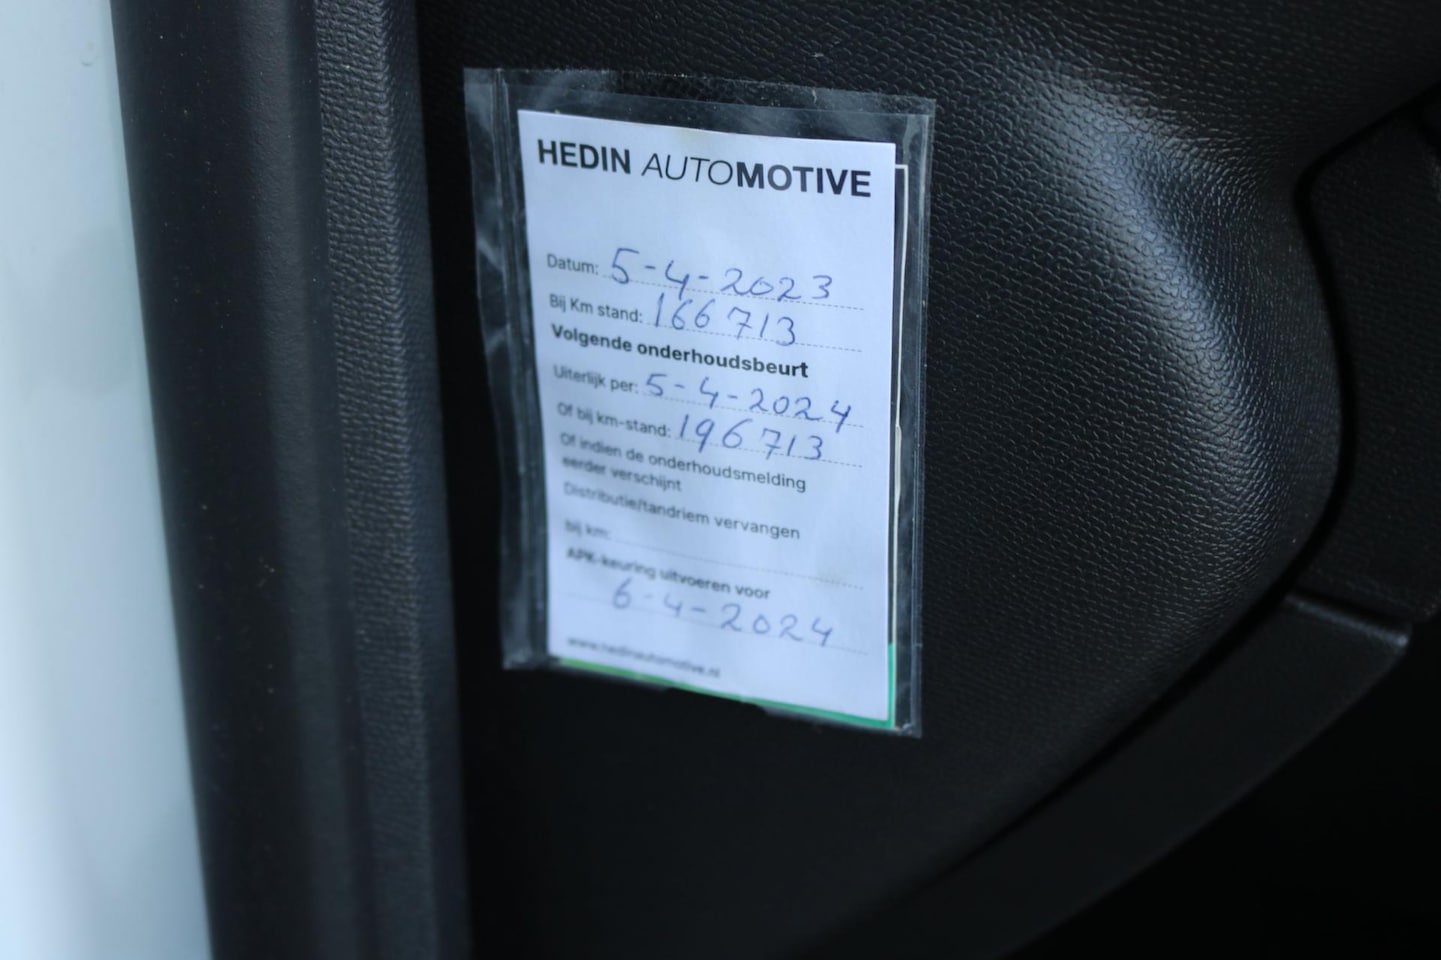 HEDIN AUTOMOTIVE
Datum: 5-4-2023
Bij Km stand: 166713
Volgende onderhoudsbeurt
Uiterlijk per: 5-4-2024
Of bij km-stand: 196713
Of indien de onderhoudsmelding
eerder verschijnt
Distributie/tandriem vervangen
bij km:
APK-keuring uitvoeren voor
6-4-2024
www.hedinautomotive.nl